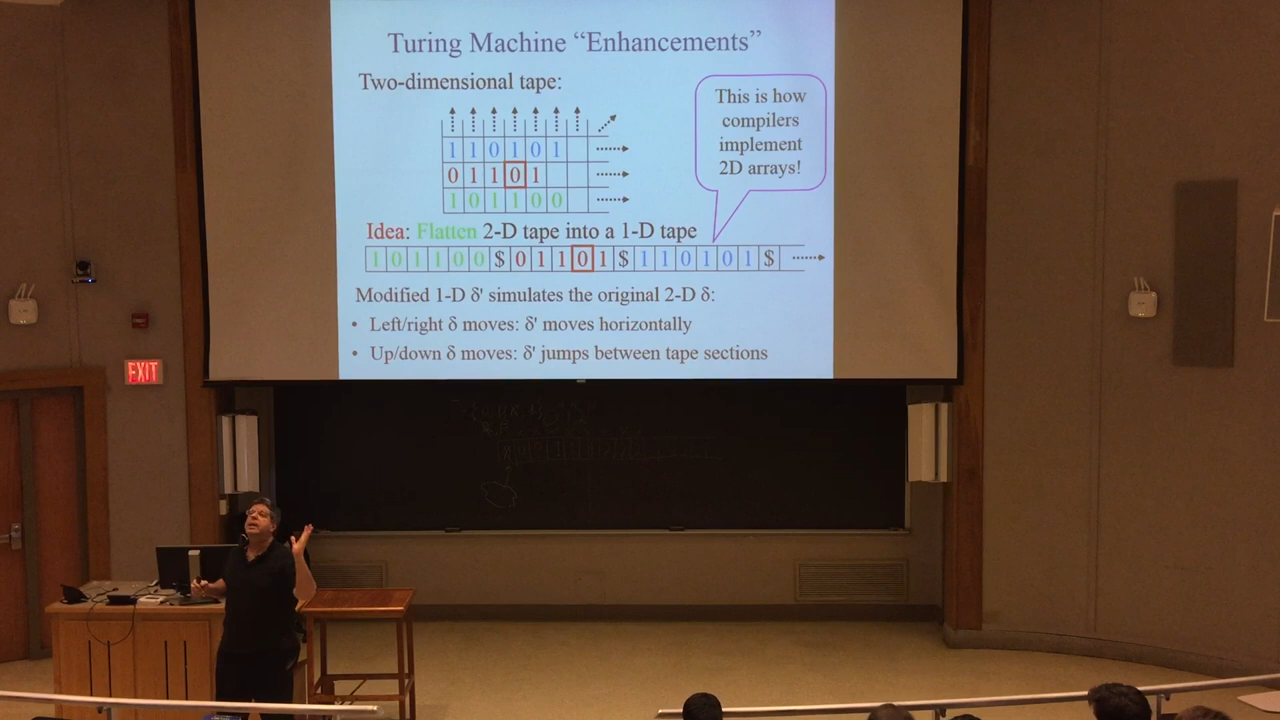 Turing Machine “Enhancements”
Two-dimensional tape:
1 1 0 1 0 1
0 1 1 0 1
1 0 1 1 0 0
This is how
compilers
implement
2D arrays!
Idea: Flatten 2-D tape into a 1-D tape
1 0 1 1 0 0 $ 0 1 1 0 1 $ 1 1 0 1 0 1 $
Modified 1-D δ' simulates the original 2-D δ:
• Left/right δ moves: δ' moves horizontally
• Up/down δ moves: δ' jumps between tape sections
EXIT